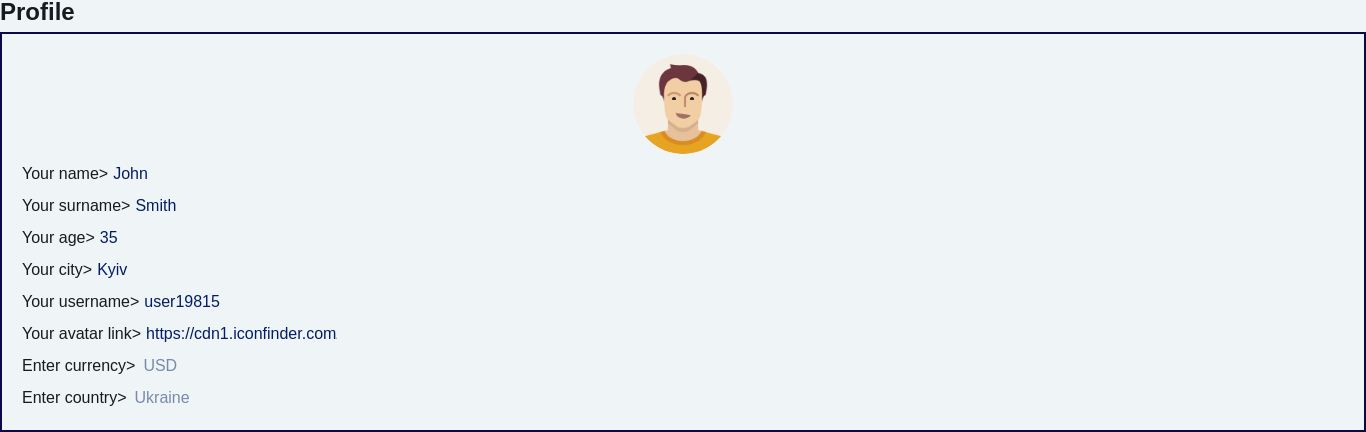 Profile
Your name> John
Your surname> Smith
Your age> 35
Your city> Kyiv
Your username> user19815
Your avatar link> https://cdn1.iconfinder.com
Enter currency> USD
Enter country> Ukraine